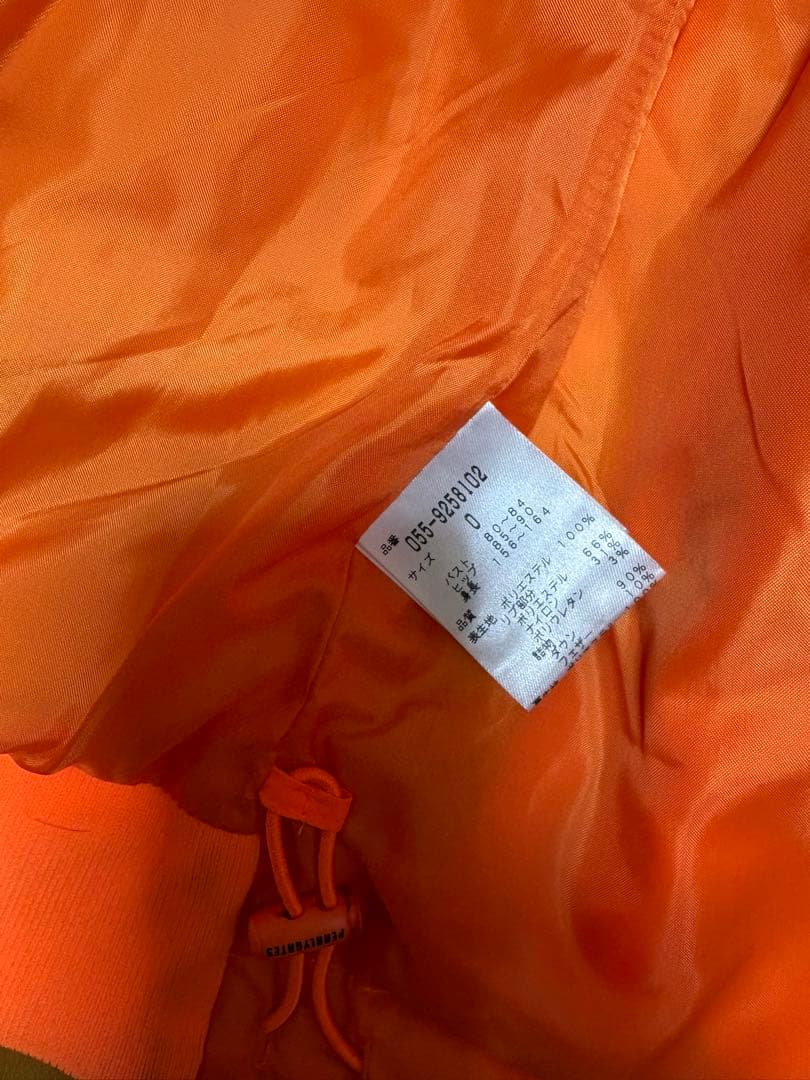 品番
055-9258102
サイズ 0
バスト 80~84
ヒップ 85~90
身長 156~164
品質
表生地 ポリエステル 100%
リブ部分
ポリエステル 66%
ナイロン 31%
ポリウレタン 3%
詰物
ダウン 90%
フェザー 10%
PEARLYGATES